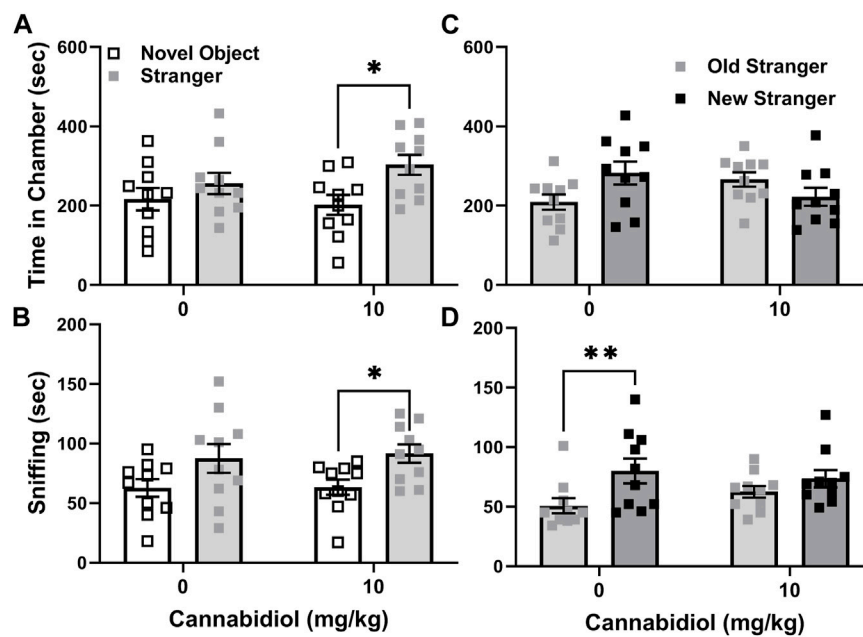 A
Time in Chamber (sec)
600
400
200
0
Novel Object
Stranger
*
0
10
C
600
400
200
0
Old Stranger
New Stranger
0
10
B
Sniffing (sec)
200
150
100
50
0
*
0
10
Cannabidiol (mg/kg)
D
200
150
100
50
0
**
0
10
Cannabidiol (mg/kg)